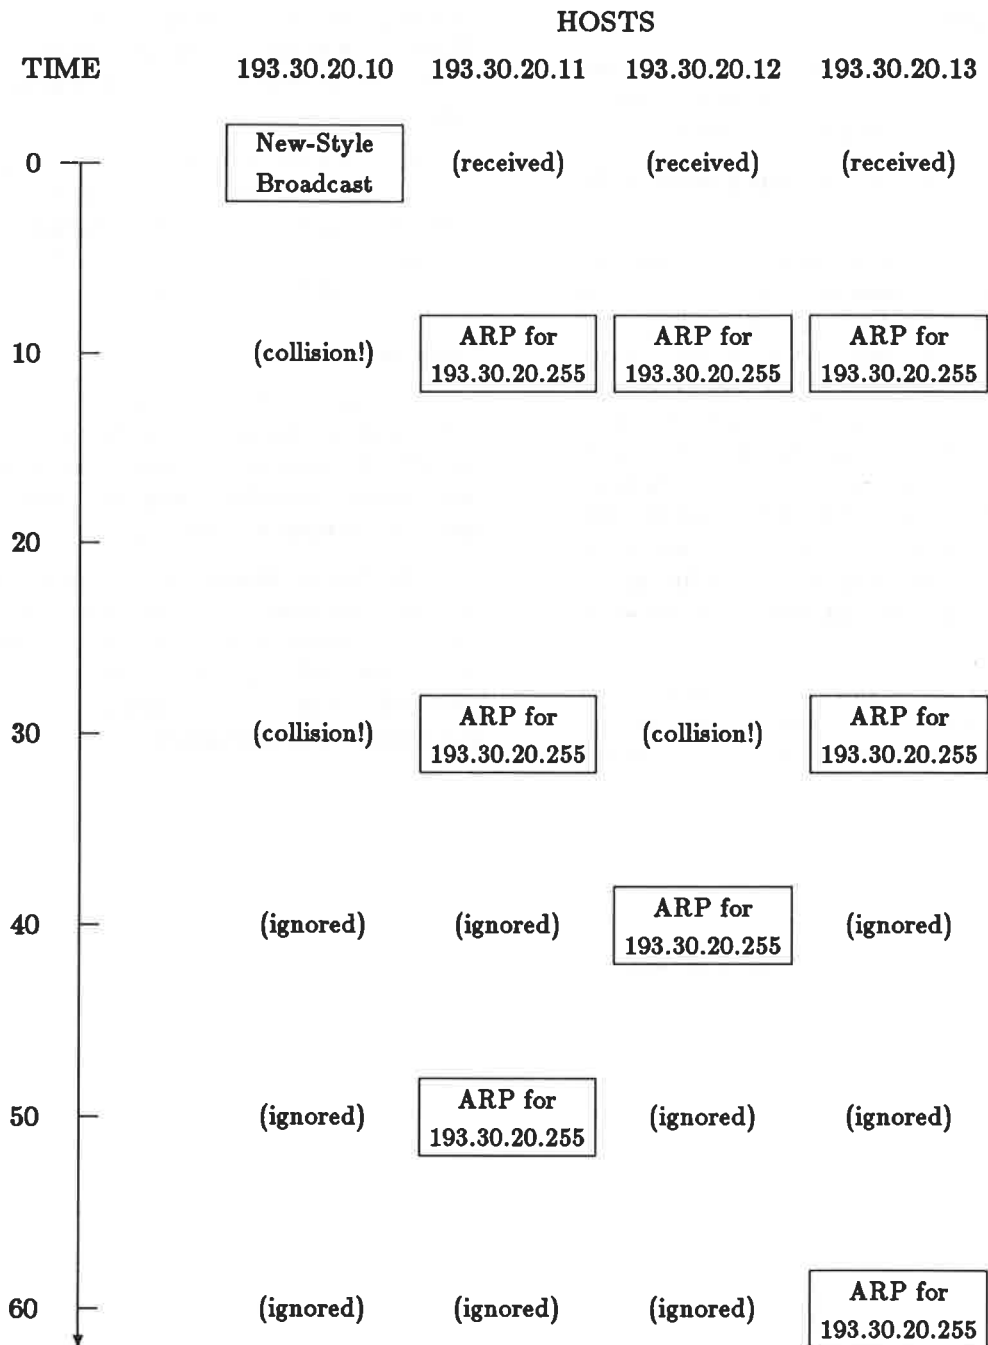 HOSTS
TIME 193.30.20.10 193.30.20.11 193.30.20.12 193.30.20.13
0 New-Style Broadcast (received) (received) (received)
10 (collision!) ARP for 193.30.20.255 ARP for 193.30.20.255 ARP for 193.30.20.255
20
30 (collision!) ARP for 193.30.20.255 (collision!) ARP for 193.30.20.255
40 (ignored) (ignored) ARP for 193.30.20.255 (ignored)
50 (ignored) ARP for 193.30.20.255 (ignored) (ignored)
60 (ignored) (ignored) (ignored) ARP for 193.30.20.255